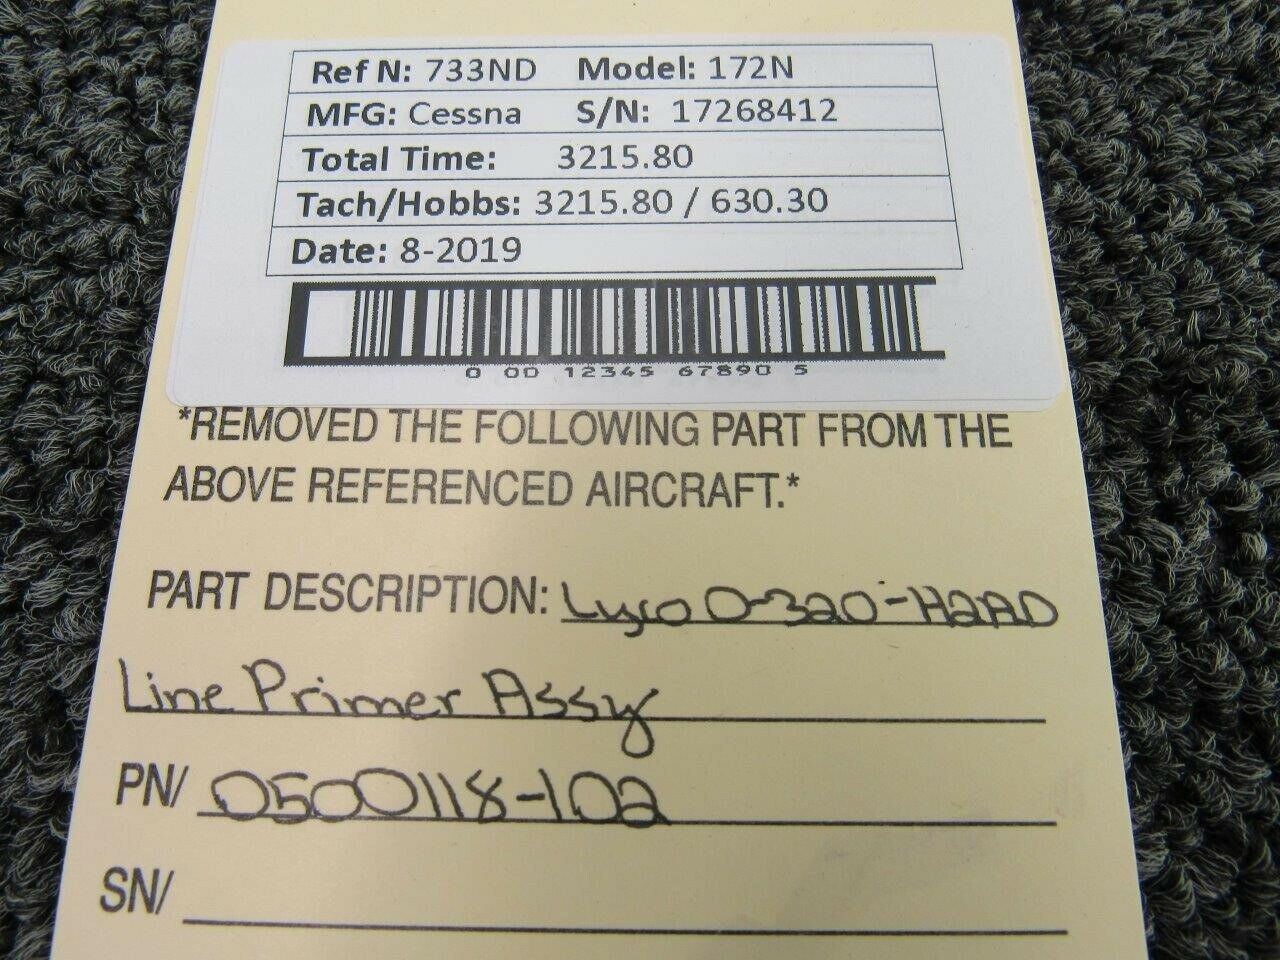 Ref N: 733ND Model: 172N
MFG: Cessna S/N: 17268412
Total Time: 3215.80
Tach/Hobbs: 3215.80 / 630.30
Date: 8-2019
0 00 12345 67890 5
*REMOVED THE FOLLOWING PART FROM THE
ABOVE REFERENCED AIRCRAFT.*
PART DESCRIPTION: Lyco O-320-H2AD
Line Primer Assy
PN/ 0500118-102
SN/